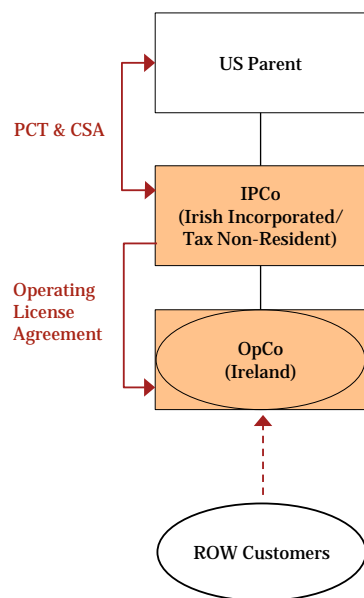 US Parent
PCT & CSA
IPCo
(Irish Incorporated/
Tax Non-Resident)
Operating
License
Agreement
OpCo
(Ireland)
ROW Customers